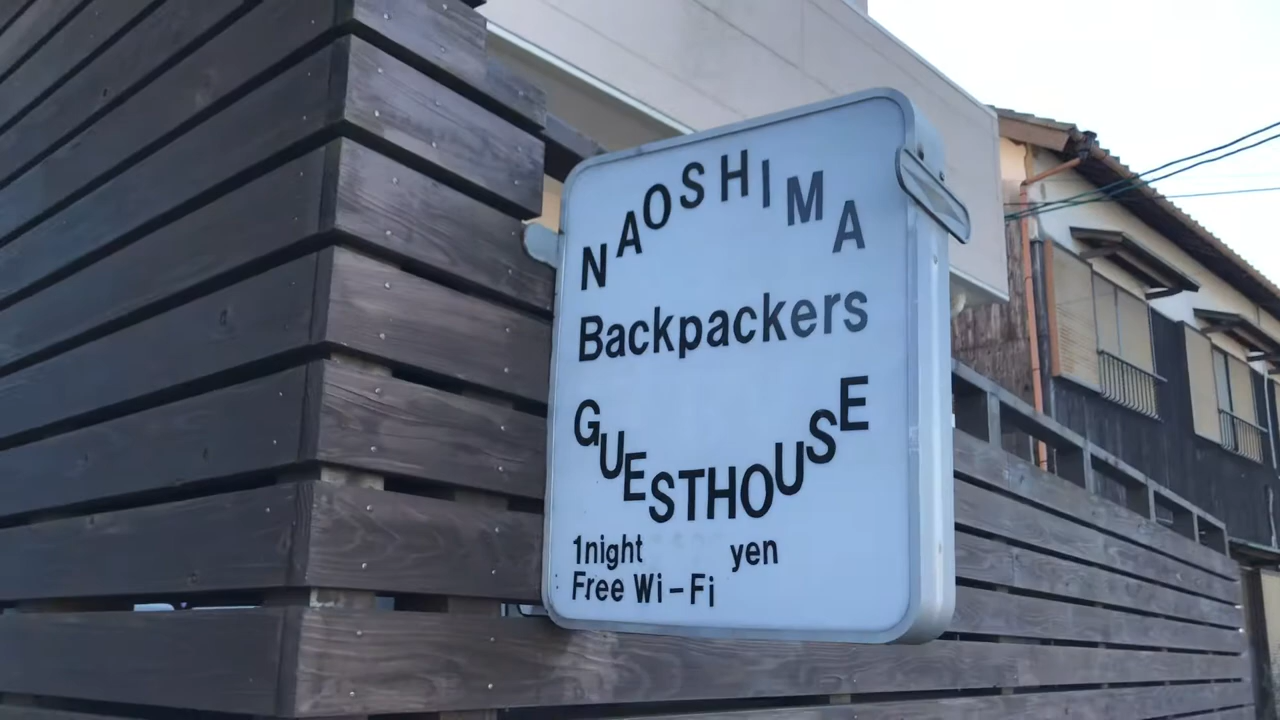 NAOSHIMA
Backpackers
GUESTHOUSE
1night yen
Free Wi-Fi